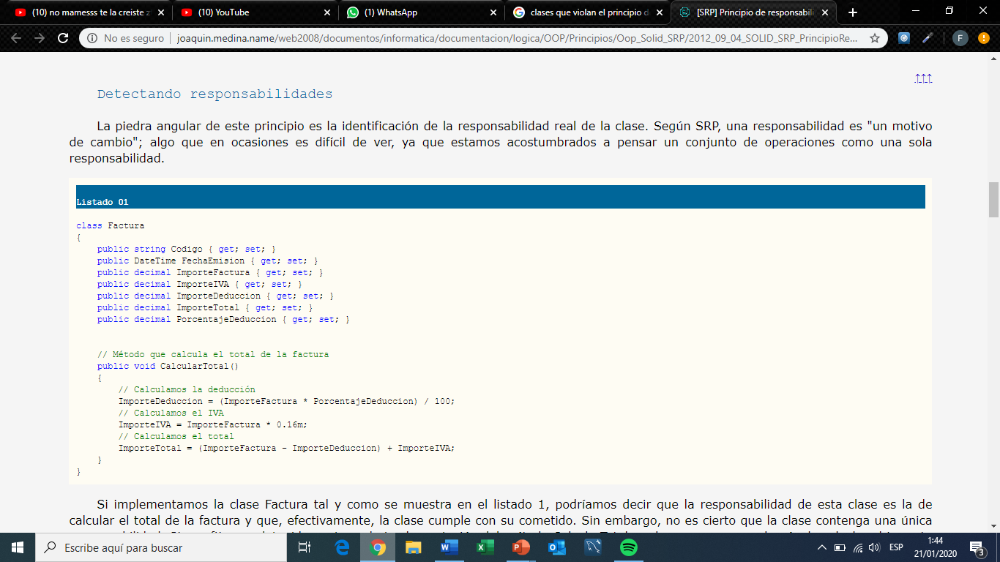 (10) no mamesss te la creiste z
(10) YouTube
(1) WhatsApp
clases que violan el principio d
[SRP] Principio de responsabili
No es seguro
joaquin.medina.name/web2008/documentos/informatica/documentacion/logica/OOP/Principios/Oop_Solid_SRP/2012_09_04_SOLID_SRP_PrincipioRe...
F
↑↑↑
Detectando responsabilidades
La piedra angular de este principio es la identificación de la responsabilidad real de la clase. Según SRP, una responsabilidad es "un motivo
de cambio"; algo que en ocasiones es difícil de ver, ya que estamos acostumbrados a pensar un conjunto de operaciones como una sola
responsabilidad.
Listado 01
class Factura
{
public string Codigo { get; set; }
public DateTime FechaEmision { get; set; }
public decimal ImporteFactura { get; set; }
public decimal ImporteIVA { get; set; }
public decimal ImporteDeduccion { get; set; }
public decimal ImporteTotal { get; set; }
public decimal PorcentajeDeduccion { get; set; }
// Método que calcula el total de la factura
public void CalcularTotal()
{
// Calculamos la deducción
ImporteDeduccion = (ImporteFactura * PorcentajeDeduccion) / 100;
// Calculamos el IVA
ImporteIVA = ImporteFactura * 0.16m;
// Calculamos el total
ImporteTotal = (ImporteFactura - ImporteDeduccion) + ImporteIVA;
}
}
Si implementamos la clase Factura tal y como se muestra en el listado 1, podríamos decir que la responsabilidad de esta clase es la de
calcular el total de la factura y que, efectivamente, la clase cumple con su cometido. Sin embargo, no es cierto que la clase contenga una única
Escribe aquí para buscar
ESP
1:44
21/01/2020
3